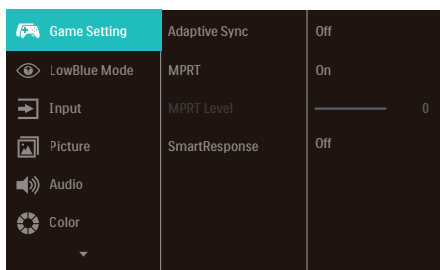 Game Setting Adaptive Sync Off
LowBlue Mode MPRT On
Input MPRT Level 0
Picture SmartResponse Off
Audio
Color